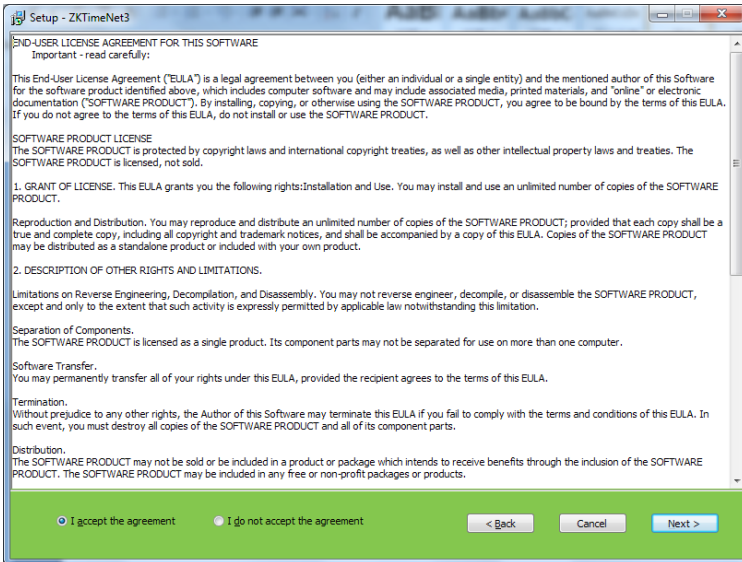 Setup - ZKTimeNet3
END-USER LICENSE AGREEMENT FOR THIS SOFTWARE
Important - read carefully:
This End-User License Agreement ("EULA") is a legal agreement between you (either an individual or a single entity) and the mentioned author of this Software
for the software product identified above, which includes computer software and may include associated media, printed materials, and "online" or electronic
documentation ("SOFTWARE PRODUCT"). By installing, copying, or otherwise using the SOFTWARE PRODUCT, you agree to be bound by the terms of this EULA.
If you do not agree to the terms of this EULA, do not install or use the SOFTWARE PRODUCT.
SOFTWARE PRODUCT LICENSE
The SOFTWARE PRODUCT is protected by copyright laws and international copyright treaties, as well as other intellectual property laws and treaties. The
SOFTWARE PRODUCT is licensed, not sold.
1. GRANT OF LICENSE. This EULA grants you the following rights:Installation and Use. You may install and use an unlimited number of copies of the SOFTWARE
PRODUCT.
Reproduction and Distribution. You may reproduce and distribute an unlimited number of copies of the SOFTWARE PRODUCT; provided that each copy shall be a
true and complete copy, including all copyright and trademark notices, and shall be accompanied by a copy of this EULA. Copies of the SOFTWARE PRODUCT
may be distributed as a standalone product or included with your own product.
2. DESCRIPTION OF OTHER RIGHTS AND LIMITATIONS.
Limitations on Reverse Engineering, Decompilation, and Disassembly. You may not reverse engineer, decompile, or disassemble the SOFTWARE PRODUCT,
except and only to the extent that such activity is expressly permitted by applicable law notwithstanding this limitation.
Separation of Components.
The SOFTWARE PRODUCT is licensed as a single product. Its component parts may not be separated for use on more than one computer.
Software Transfer.
You may permanently transfer all of your rights under this EULA, provided the recipient agrees to the terms of this EULA.
Termination.
Without prejudice to any other rights, the Author of this Software may terminate this EULA if you fail to comply with the terms and conditions of this EULA. In
such event, you must destroy all copies of the SOFTWARE PRODUCT and all of its component parts.
Distribution.
The SOFTWARE PRODUCT may not be sold or be included in a product or package which intends to receive benefits through the inclusion of the SOFTWARE
PRODUCT. The SOFTWARE PRODUCT may be included in any free or non-profit packages or products.
I accept the agreement
I do not accept the agreement
< Back
Cancel
Next >